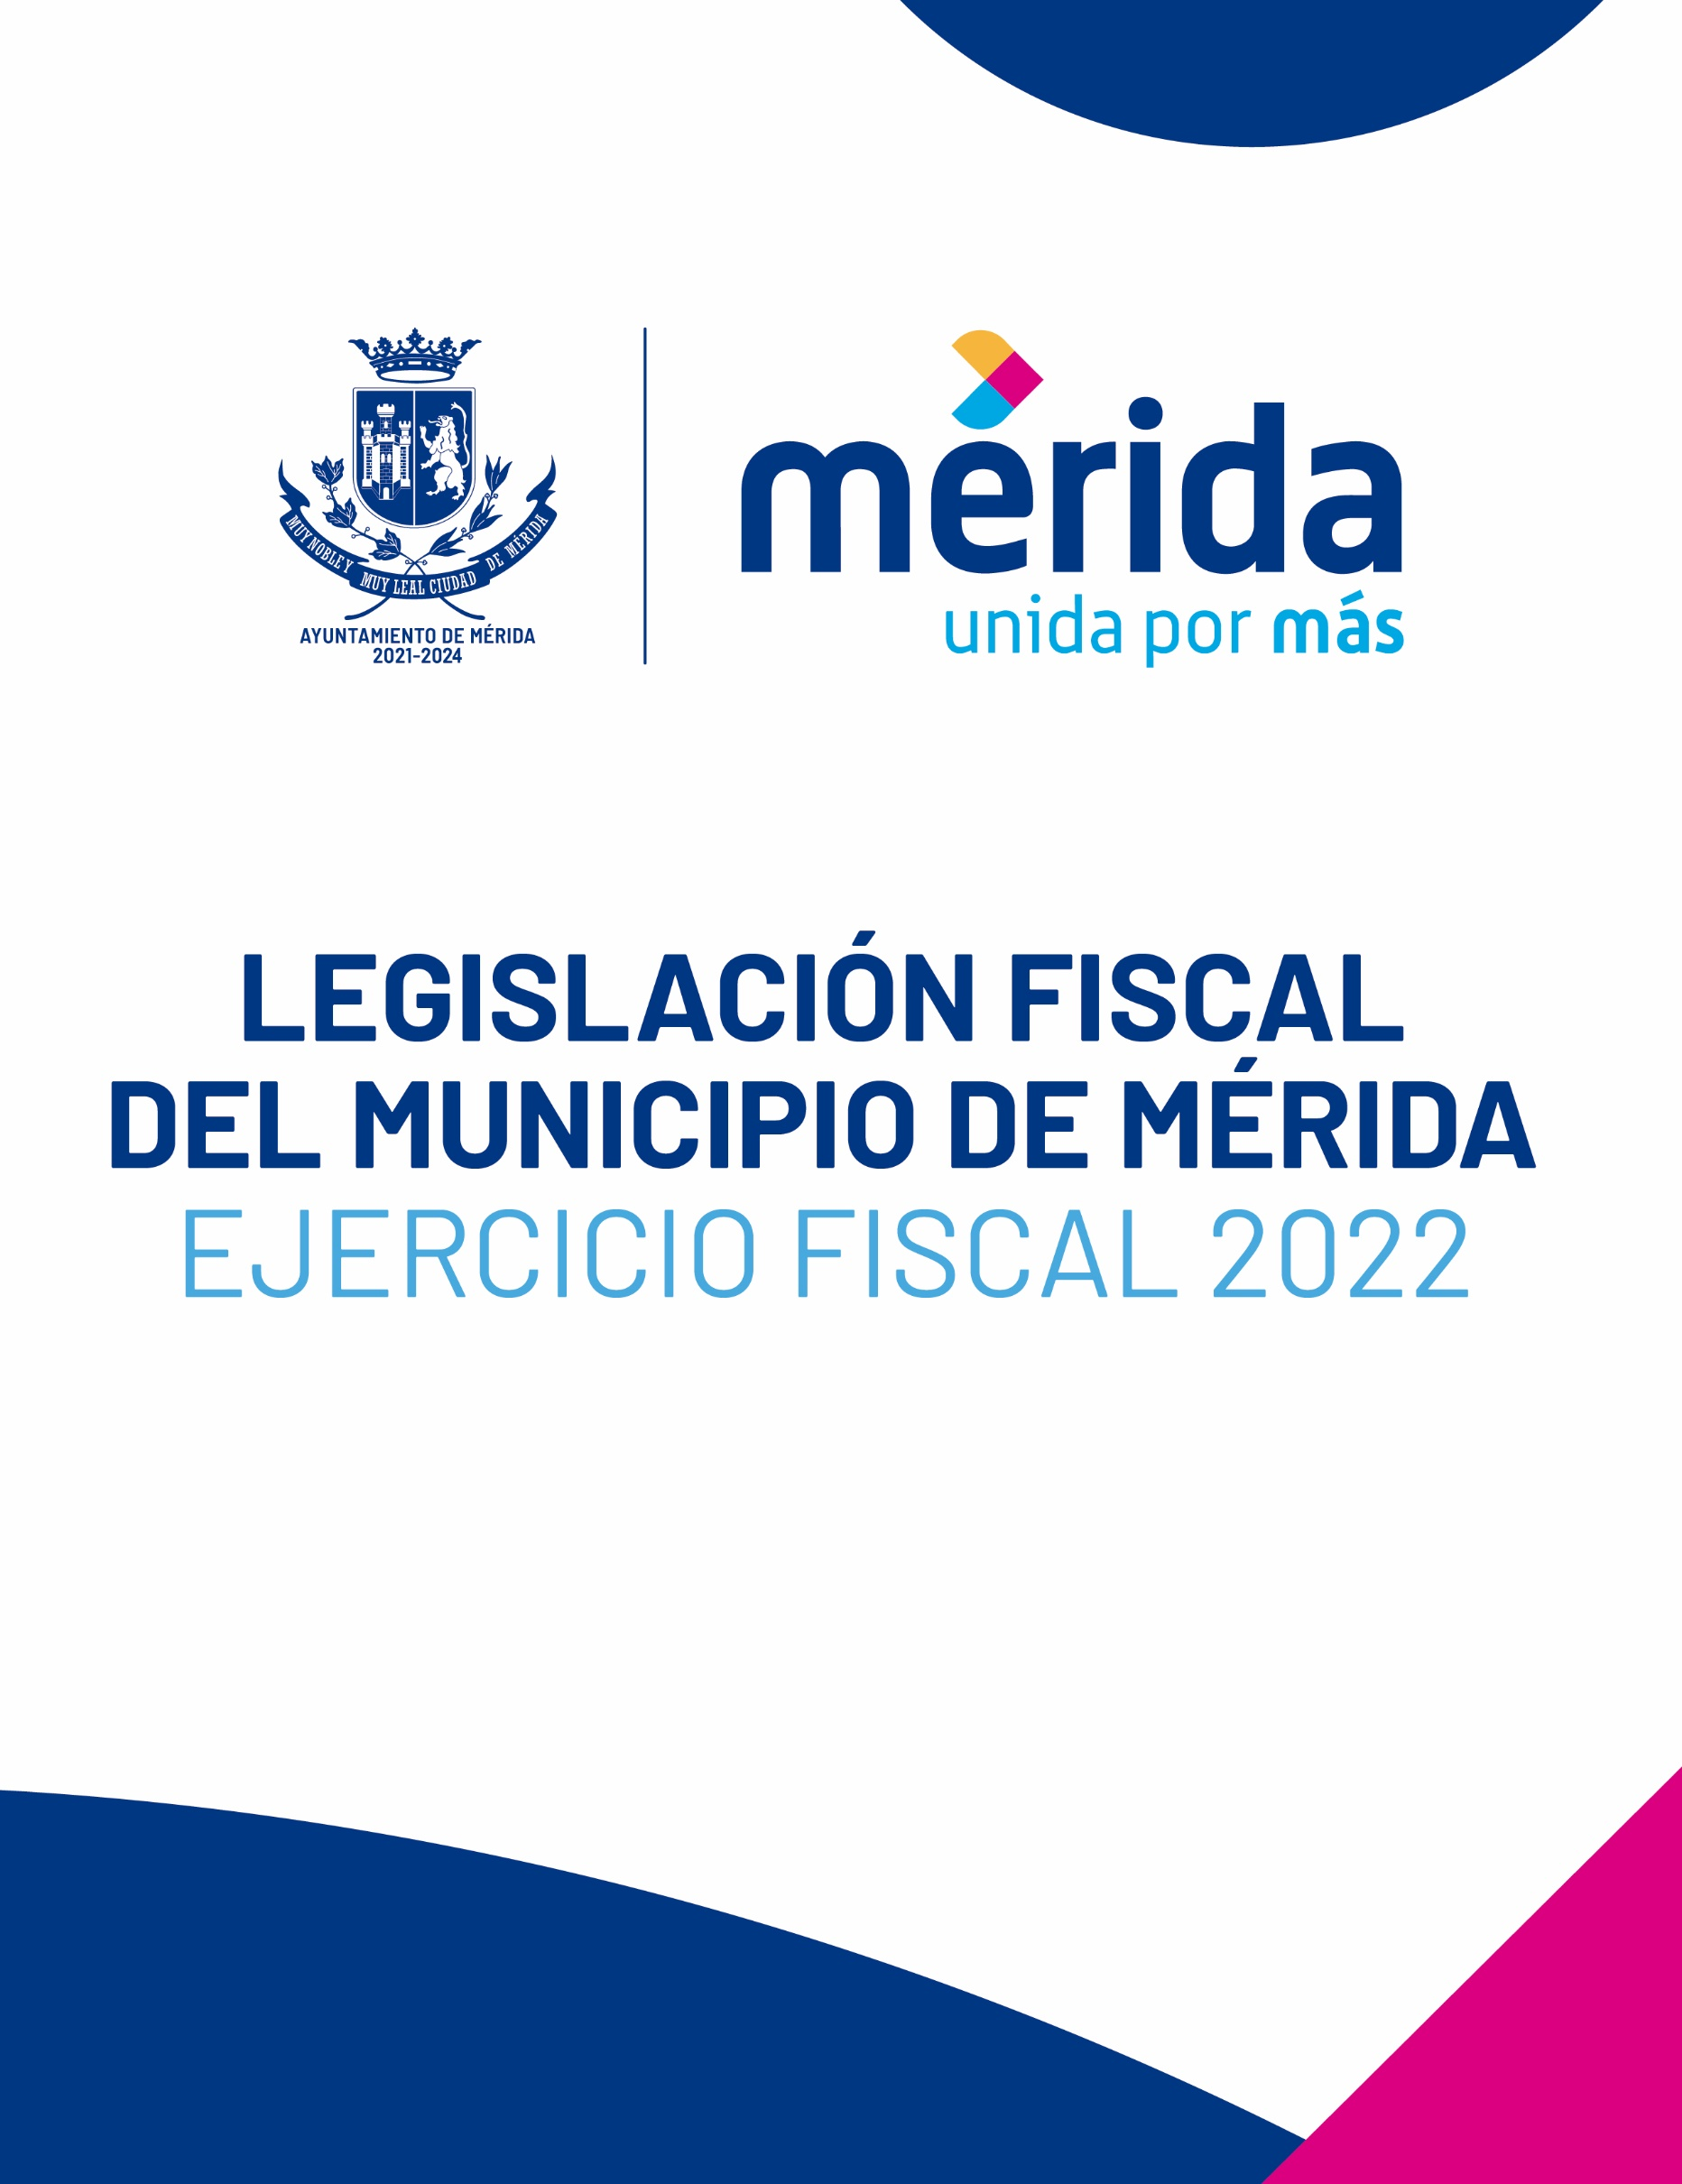 MUY NOBLE Y MUY LEAL CIUDAD DE MÉRIDA
AYUNTAMIENTO DE MÉRIDA
2021-2024
mérida
unida por más
LEGISLACIÓN FISCAL
DEL MUNICIPIO DE MÉRIDA
EJERCICIO FISCAL 2022